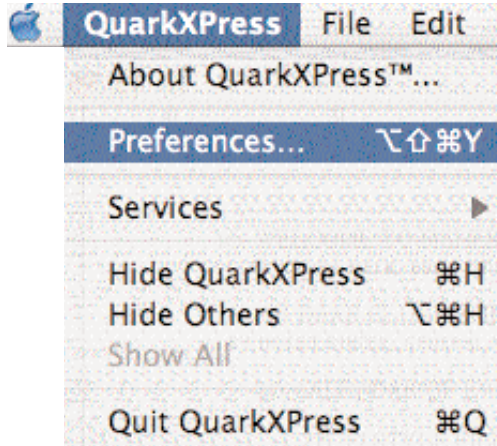 QuarkXPress File Edit
About QuarkXPress™...
Preferences... ⌥⇧⌘Y
Services
Hide QuarkXPress ⌘H
Hide Others ⌥⌘H
Show All
Quit QuarkXPress ⌘Q